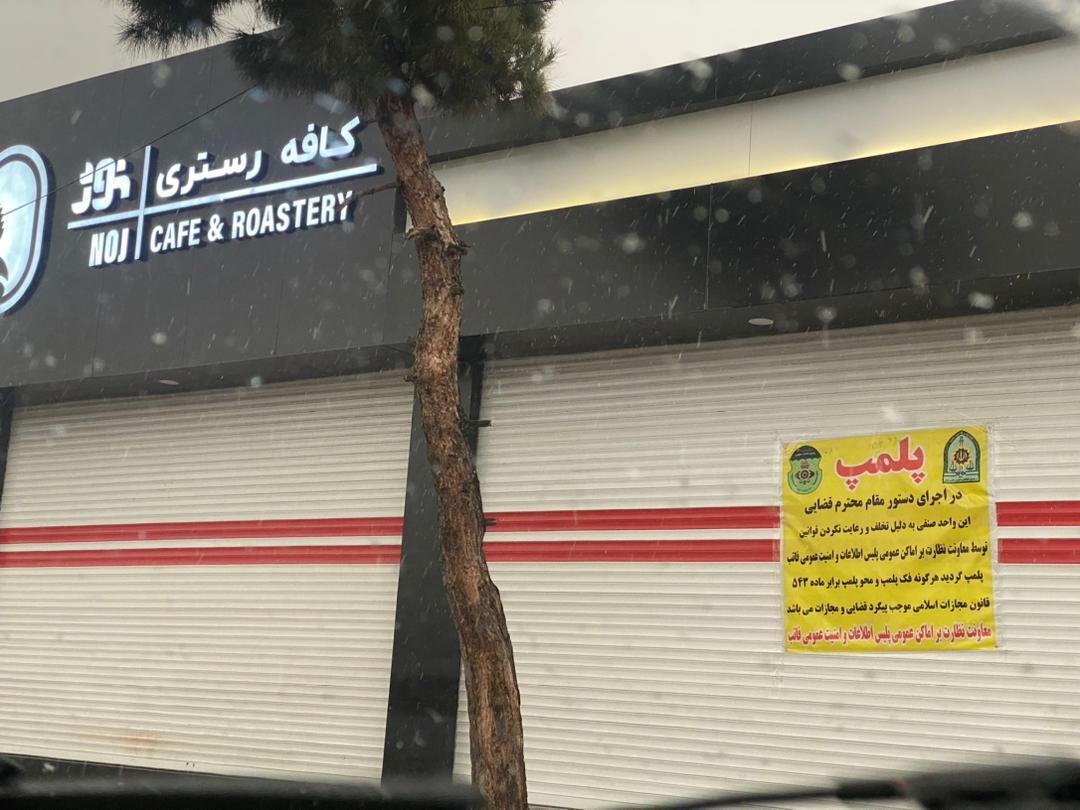 کافه رستری
نوژ
NOJ
CAFE & ROASTERY
پلمپ
در اجرای دستور مقام محترم قضایی
این واحد صنفی به دلیل تخلف و رعایت نکردن قوانین
توسط معاونت نظارت بر اماکن عمومی پلیس اطلاعات و امنیت عمومی فاتب
پلمپ گردید هرگونه فک پلمپ و محو پلمپ برابر ماده ۵۴۳
قانون مجازات اسلامی موجب پیگرد قضایی و مجازات می باشد
معاونت نظارت بر اماکن عمومی پلیس اطلاعات و امنیت عمومی فاتب